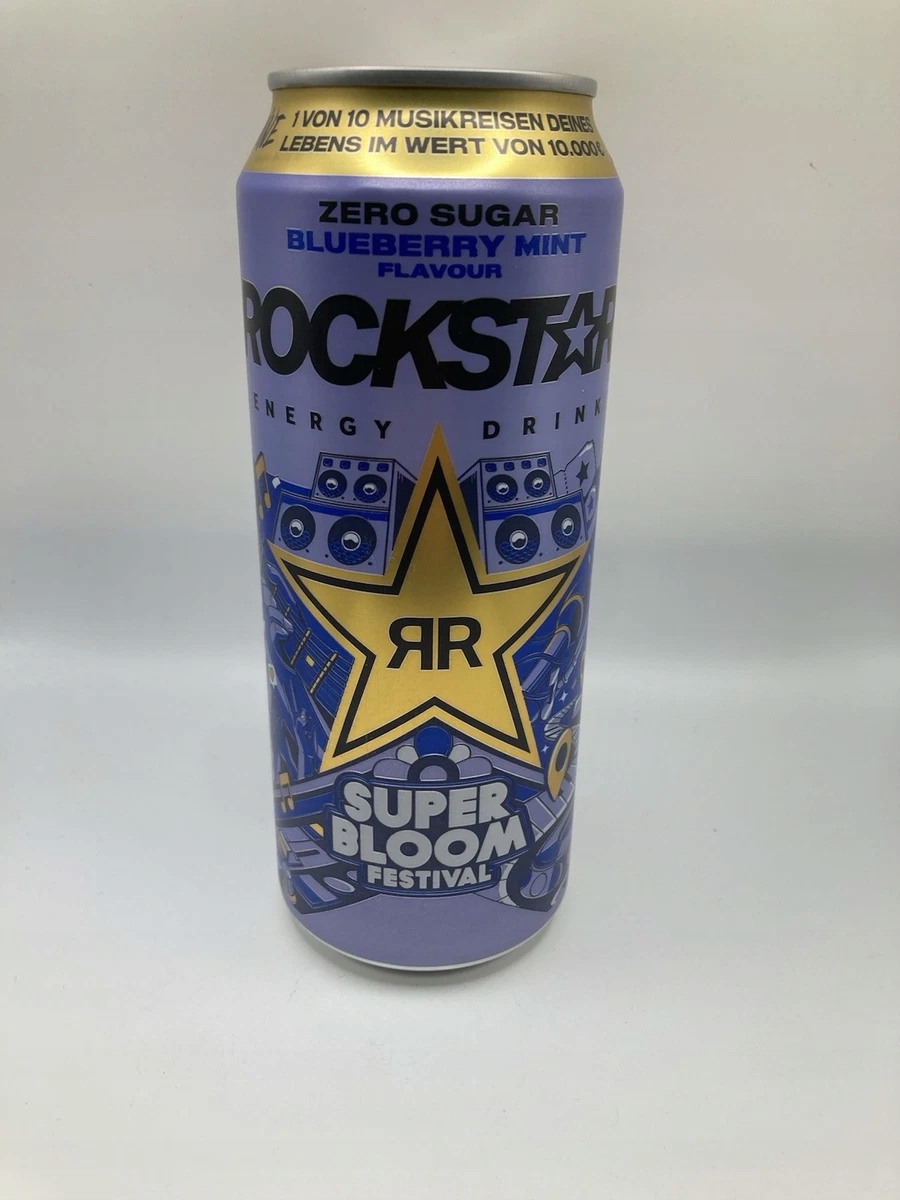 1 VON 10 MUSIKREISEN DEINES
LEBENS IM WERT VON 10.000€
ZERO SUGAR
BLUEBERRY MINT
FLAVOUR
ROCKSTAR
ENERGY DRINK
RR
SUPER
BLOOM
FESTIVAL